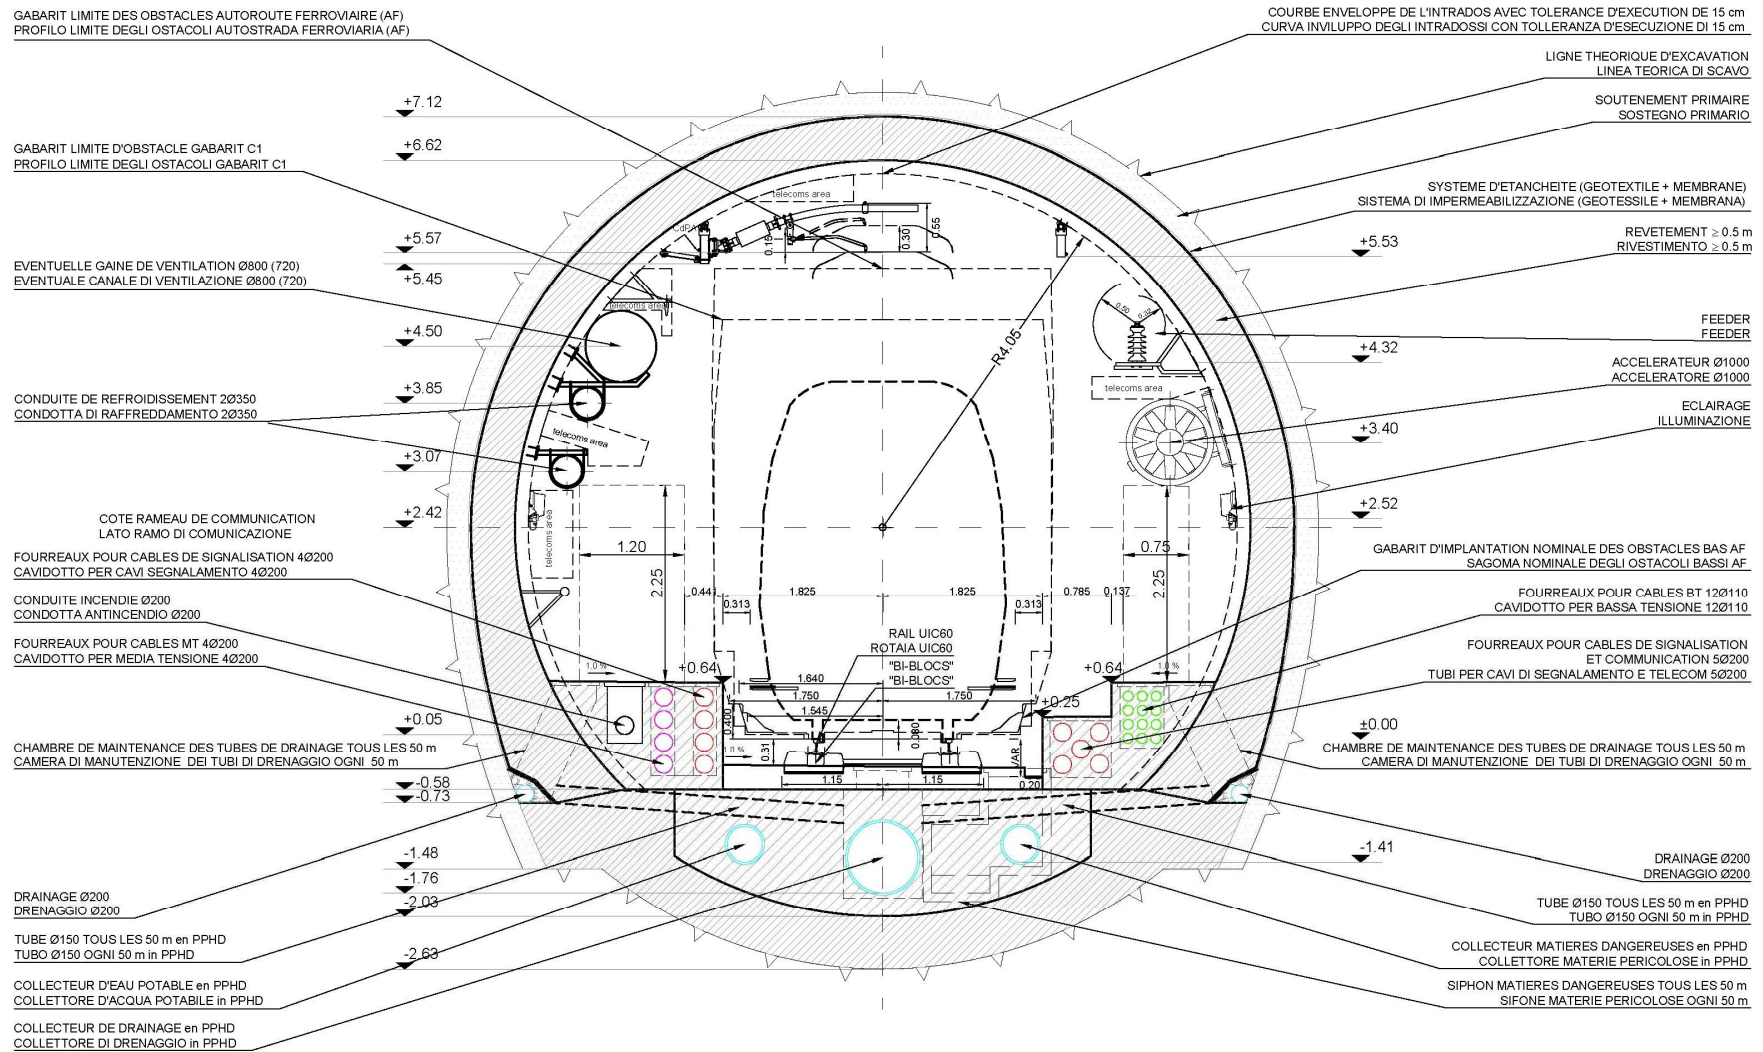 GABARIT LIMITE DES OBSTACLES AUTOROUTE FERROVIAIRE (AF)
PROFILO LIMITE DEGLI OSTACOLI AUTOSTRADA FERROVIARIA (AF)
GABARIT LIMITE D'OBSTACLE GABARIT C1
PROFILO LIMITE DEGLI OSTACOLI GABARIT C1
EVENTUELLE GAINE DE VENTILATION Ø800 (720)
EVENTUALE CANALE DI VENTILAZIONE Ø800 (720)
CONDUITE DE REFROIDISSEMENT 2Ø350
CONDOTTA DI RAFFREDDAMENTO 2Ø350
COTE RAMEAU DE COMMUNICATION
LATO RAMO DI COMUNICAZIONE
FOURREAUX POUR CABLES DE SIGNALISATION 4Ø200
CAVIDOTTO PER CAVI SEGNALAMENTO 4Ø200
CONDUITE INCENDIE Ø200
CONDOTTA ANTINCENDIO Ø200
FOURREAUX POUR CABLES MT 4Ø200
CAVIDOTTO PER MEDIA TENSIONE 4Ø200
CHAMBRE DE MAINTENANCE DES TUBES DE DRAINAGE TOUS LES 50 m
CAMERA DI MANUTENZIONE DEI TUBI DI DRENAGGIO OGNI 50 m
DRAINAGE Ø200
DRENAGGIO Ø200
TUBE Ø150 TOUS LES 50 m en PPHD
TUBO Ø150 OGNI 50 m in PPHD
COLLECTEUR D'EAU POTABLE en PPHD
COLLETTORE D'ACQUA POTABILE in PPHD
COLLECTEUR DE DRAINAGE en PPHD
COLLETTORE DI DRENAGGIO in PPHD
+7.12
+6.62
+5.57
+5.45
+4.50
+3.85
+3.07
+2.42
+0.05
-0.58
-0.73
-1.48
-1.76
-2.03
-2.63
telecoms area
CdPA
0.15
0.30
0.55
telecoms area
0.50
0.32
R4.05
telecoms area
telecoms area
telecoms area
1.20
2.25
0.75
2.25
0.441
1.825
1.825
0.785
0.137
0.313
0.313
RAIL UIC60
ROTAIA UIC60
"BI-BLOCS"
"BI-BLOCS"
1.0 %
+0.64
+0.64
1.0 %
1.640
1.750
1.750
1.545
+0.25
0.400
0.080
0.31
1.0 %
VAR
1.15
1.15
0.20
COURBE ENVELOPPE DE L'INTRADOS AVEC TOLERANCE D'EXECUTION DE 15 cm
CURVA INVILUPPO DEGLI INTRADOSSI CON TOLLERANZA D'ESECUZIONE DI 15 cm
LIGNE THEORIQUE D'EXCAVATION
LINEA TEORICA DI SCAVO
SOUTENEMENT PRIMAIRE
SOSTEGNO PRIMARIO
SYSTEME D'ETANCHEITE (GEOTEXTILE + MEMBRANE)
SISTEMA DI IMPERMEABILIZZAZIONE (GEOTESSILE + MEMBRANA)
REVETEMENT ≥ 0.5 m
RIVESTIMENTO ≥ 0.5 m
+5.53
FEEDER
FEEDER
+4.32
ACCELERATEUR Ø1000
ACCELERATORE Ø1000
ECLAIRAGE
ILLUMINAZIONE
+3.40
+2.52
GABARIT D'IMPLANTATION NOMINALE DES OBSTACLES BAS AF
SAGOMA NOMINALE DEGLI OSTACOLI BASSI AF
FOURREAUX POUR CABLES BT 12Ø110
CAVIDOTTO PER BASSA TENSIONE 12Ø110
FOURREAUX POUR CABLES DE SIGNALISATION
ET COMMUNICATION 5Ø200
TUBI PER CAVI DI SEGNALAMENTO E TELECOM 5Ø200
±0.00
CHAMBRE DE MAINTENANCE DES TUBES DE DRAINAGE TOUS LES 50 m
CAMERA DI MANUTENZIONE DEI TUBI DI DRENAGGIO OGNI 50 m
-1.41
DRAINAGE Ø200
DRENAGGIO Ø200
TUBE Ø150 TOUS LES 50 m en PPHD
TUBO Ø150 OGNI 50 m in PPHD
COLLECTEUR MATIERES DANGEREUSES en PPHD
COLLETTORE MATERIE PERICOLOSE in PPHD
SIPHON MATIERES DANGEREUSES TOUS LES 50 m
SIFONE MATERIE PERICOLOSE OGNI 50 m